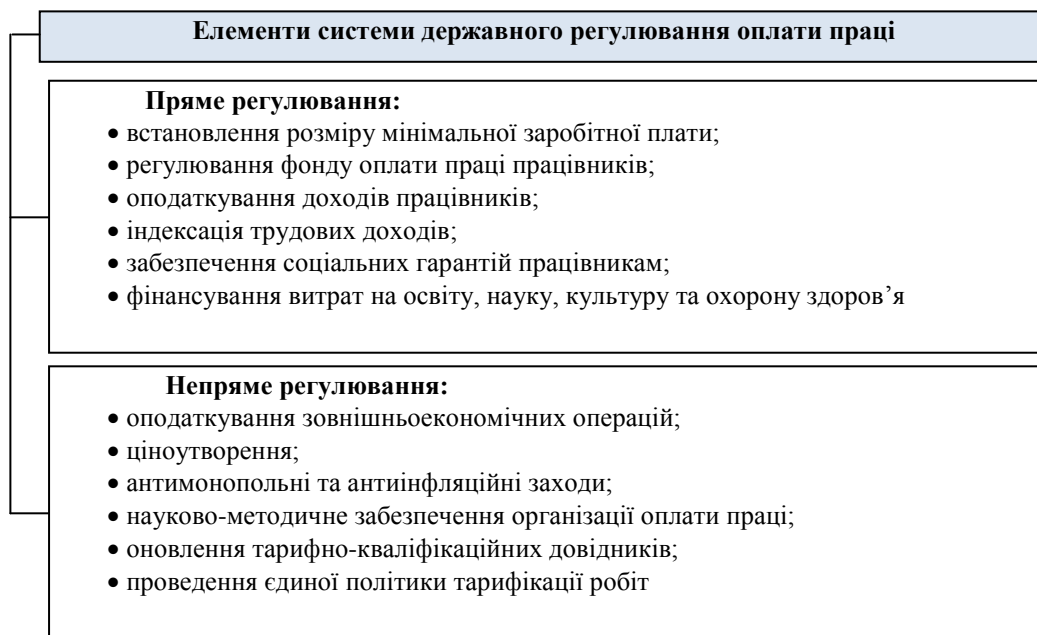 Елементи системи державного регулювання оплати праці
Пряме регулювання:
• встановлення розміру мінімальної заробітної плати;
• регулювання фонду оплати праці працівників;
• оподаткування доходів працівників;
• індексація трудових доходів;
• забезпечення соціальних гарантій працівникам;
• фінансування витрат на освіту, науку, культуру та охорону здоров’я
Непряме регулювання:
• оподаткування зовнішньоекономічних операцій;
• ціноутворення;
• антимонопольні та антиінфляційні заходи;
• науково-методичне забезпечення організації оплати праці;
• оновлення тарифно-кваліфікаційних довідників;
• проведення єдиної політики тарифікації робіт